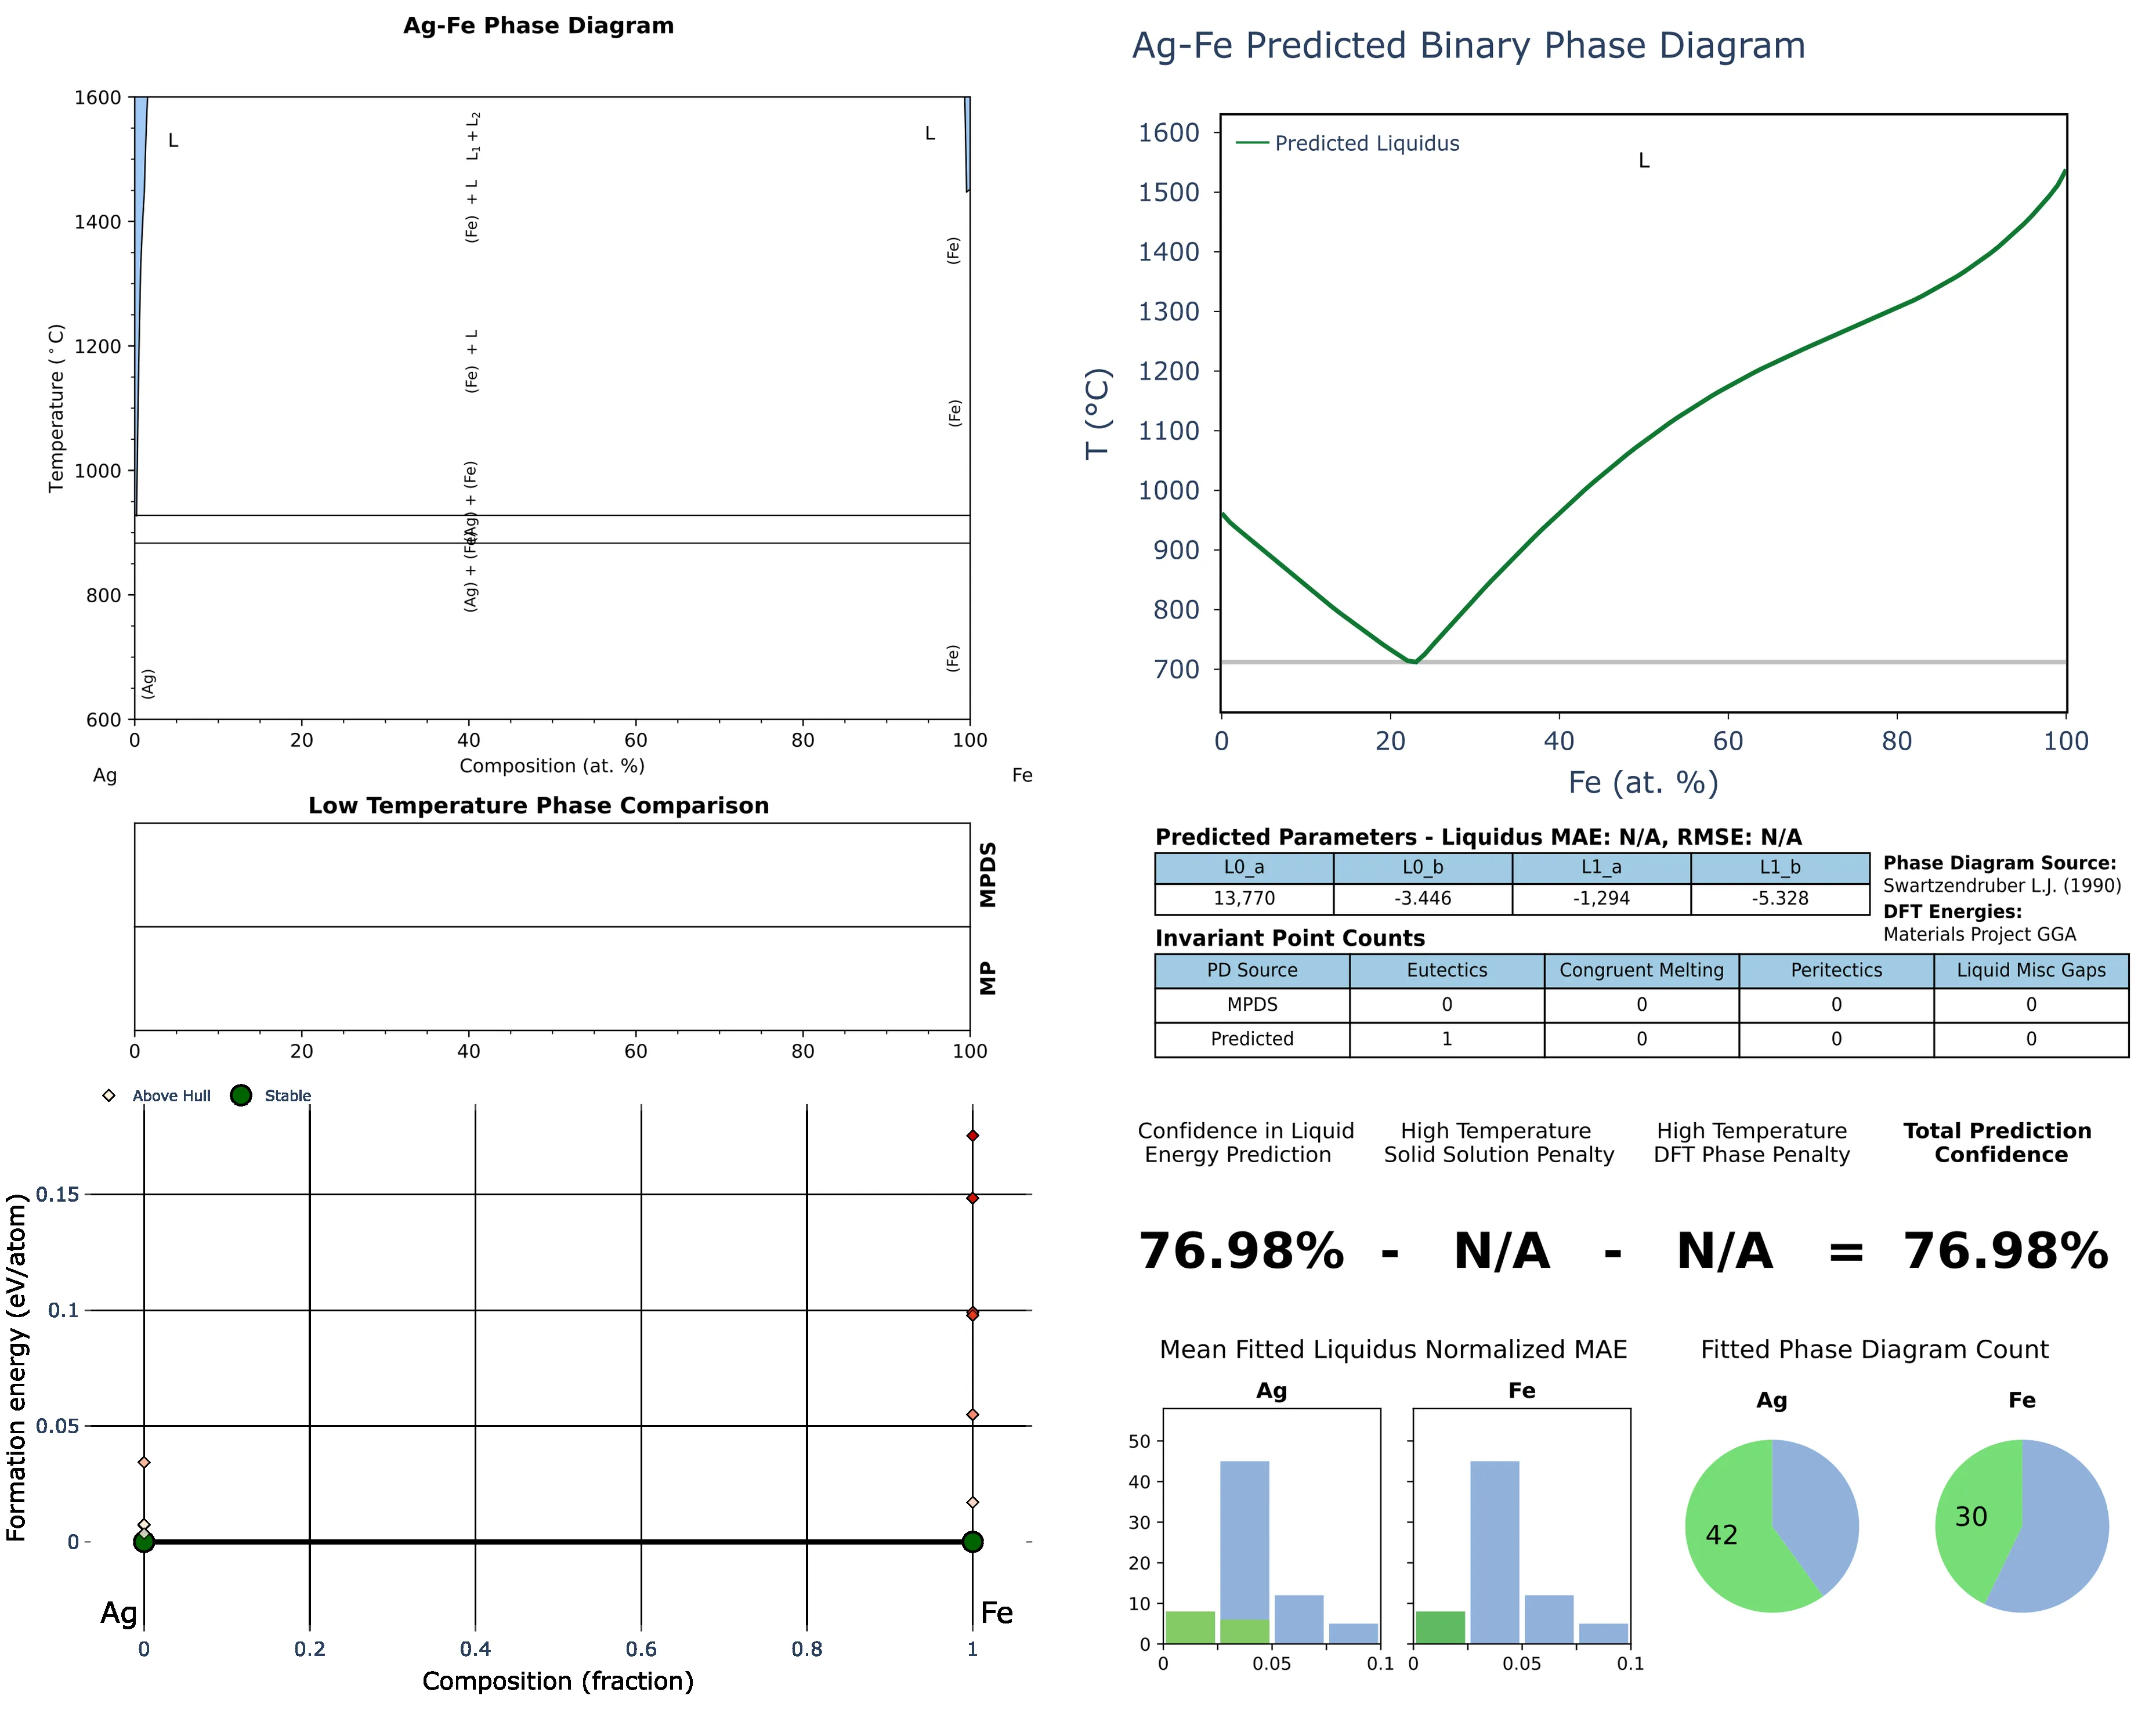 Ag-Fe Phase Diagram
1600
1400
1200
1000
800
600
Temperature (°C)
L
L
L₁ + L₂
(Fe) + L
(Fe)
(Fe) + L
(Fe)
(Ag) + (Fe)
(Ag) + (Fe)
(Ag)
(Fe)
0 20 40 60 80 100
Composition (at. %)
Ag Fe
Low Temperature Phase Comparison
MPDS
MP
0 20 40 60 80 100
Above Hull Stable
0.15
0.1
0.05
0
Formation energy (eV/atom)
Ag Fe
0 0.2 0.4 0.6 0.8 1
Composition (fraction)
Ag-Fe Predicted Binary Phase Diagram
Predicted Liquidus
L
1600
1500
1400
1300
1200
1100
1000
900
800
700
T (°C)
0 20 40 60 80 100
Fe (at. %)
Predicted Parameters - Liquidus MAE: N/A, RMSE: N/A
L0_a L0_b L1_a L1_b
13,770 -3.446 -1,294 -5.328
Phase Diagram Source:
Swartzendruber L.J. (1990)
DFT Energies:
Materials Project GGA
Invariant Point Counts
PD Source Eutectics Congruent Melting Peritectics Liquid Misc Gaps
MPDS 0 0 0 0
Predicted 1 0 0 0
Confidence in Liquid
Energy Prediction
High Temperature
Solid Solution Penalty
High Temperature
DFT Phase Penalty
Total Prediction
Confidence
76.98% - N/A - N/A = 76.98%
Mean Fitted Liquidus Normalized MAE
Ag Fe
50
40
30
20
10
0
0 0.05 0.1
0 0.05 0.1
Fitted Phase Diagram Count
Ag Fe
42 30